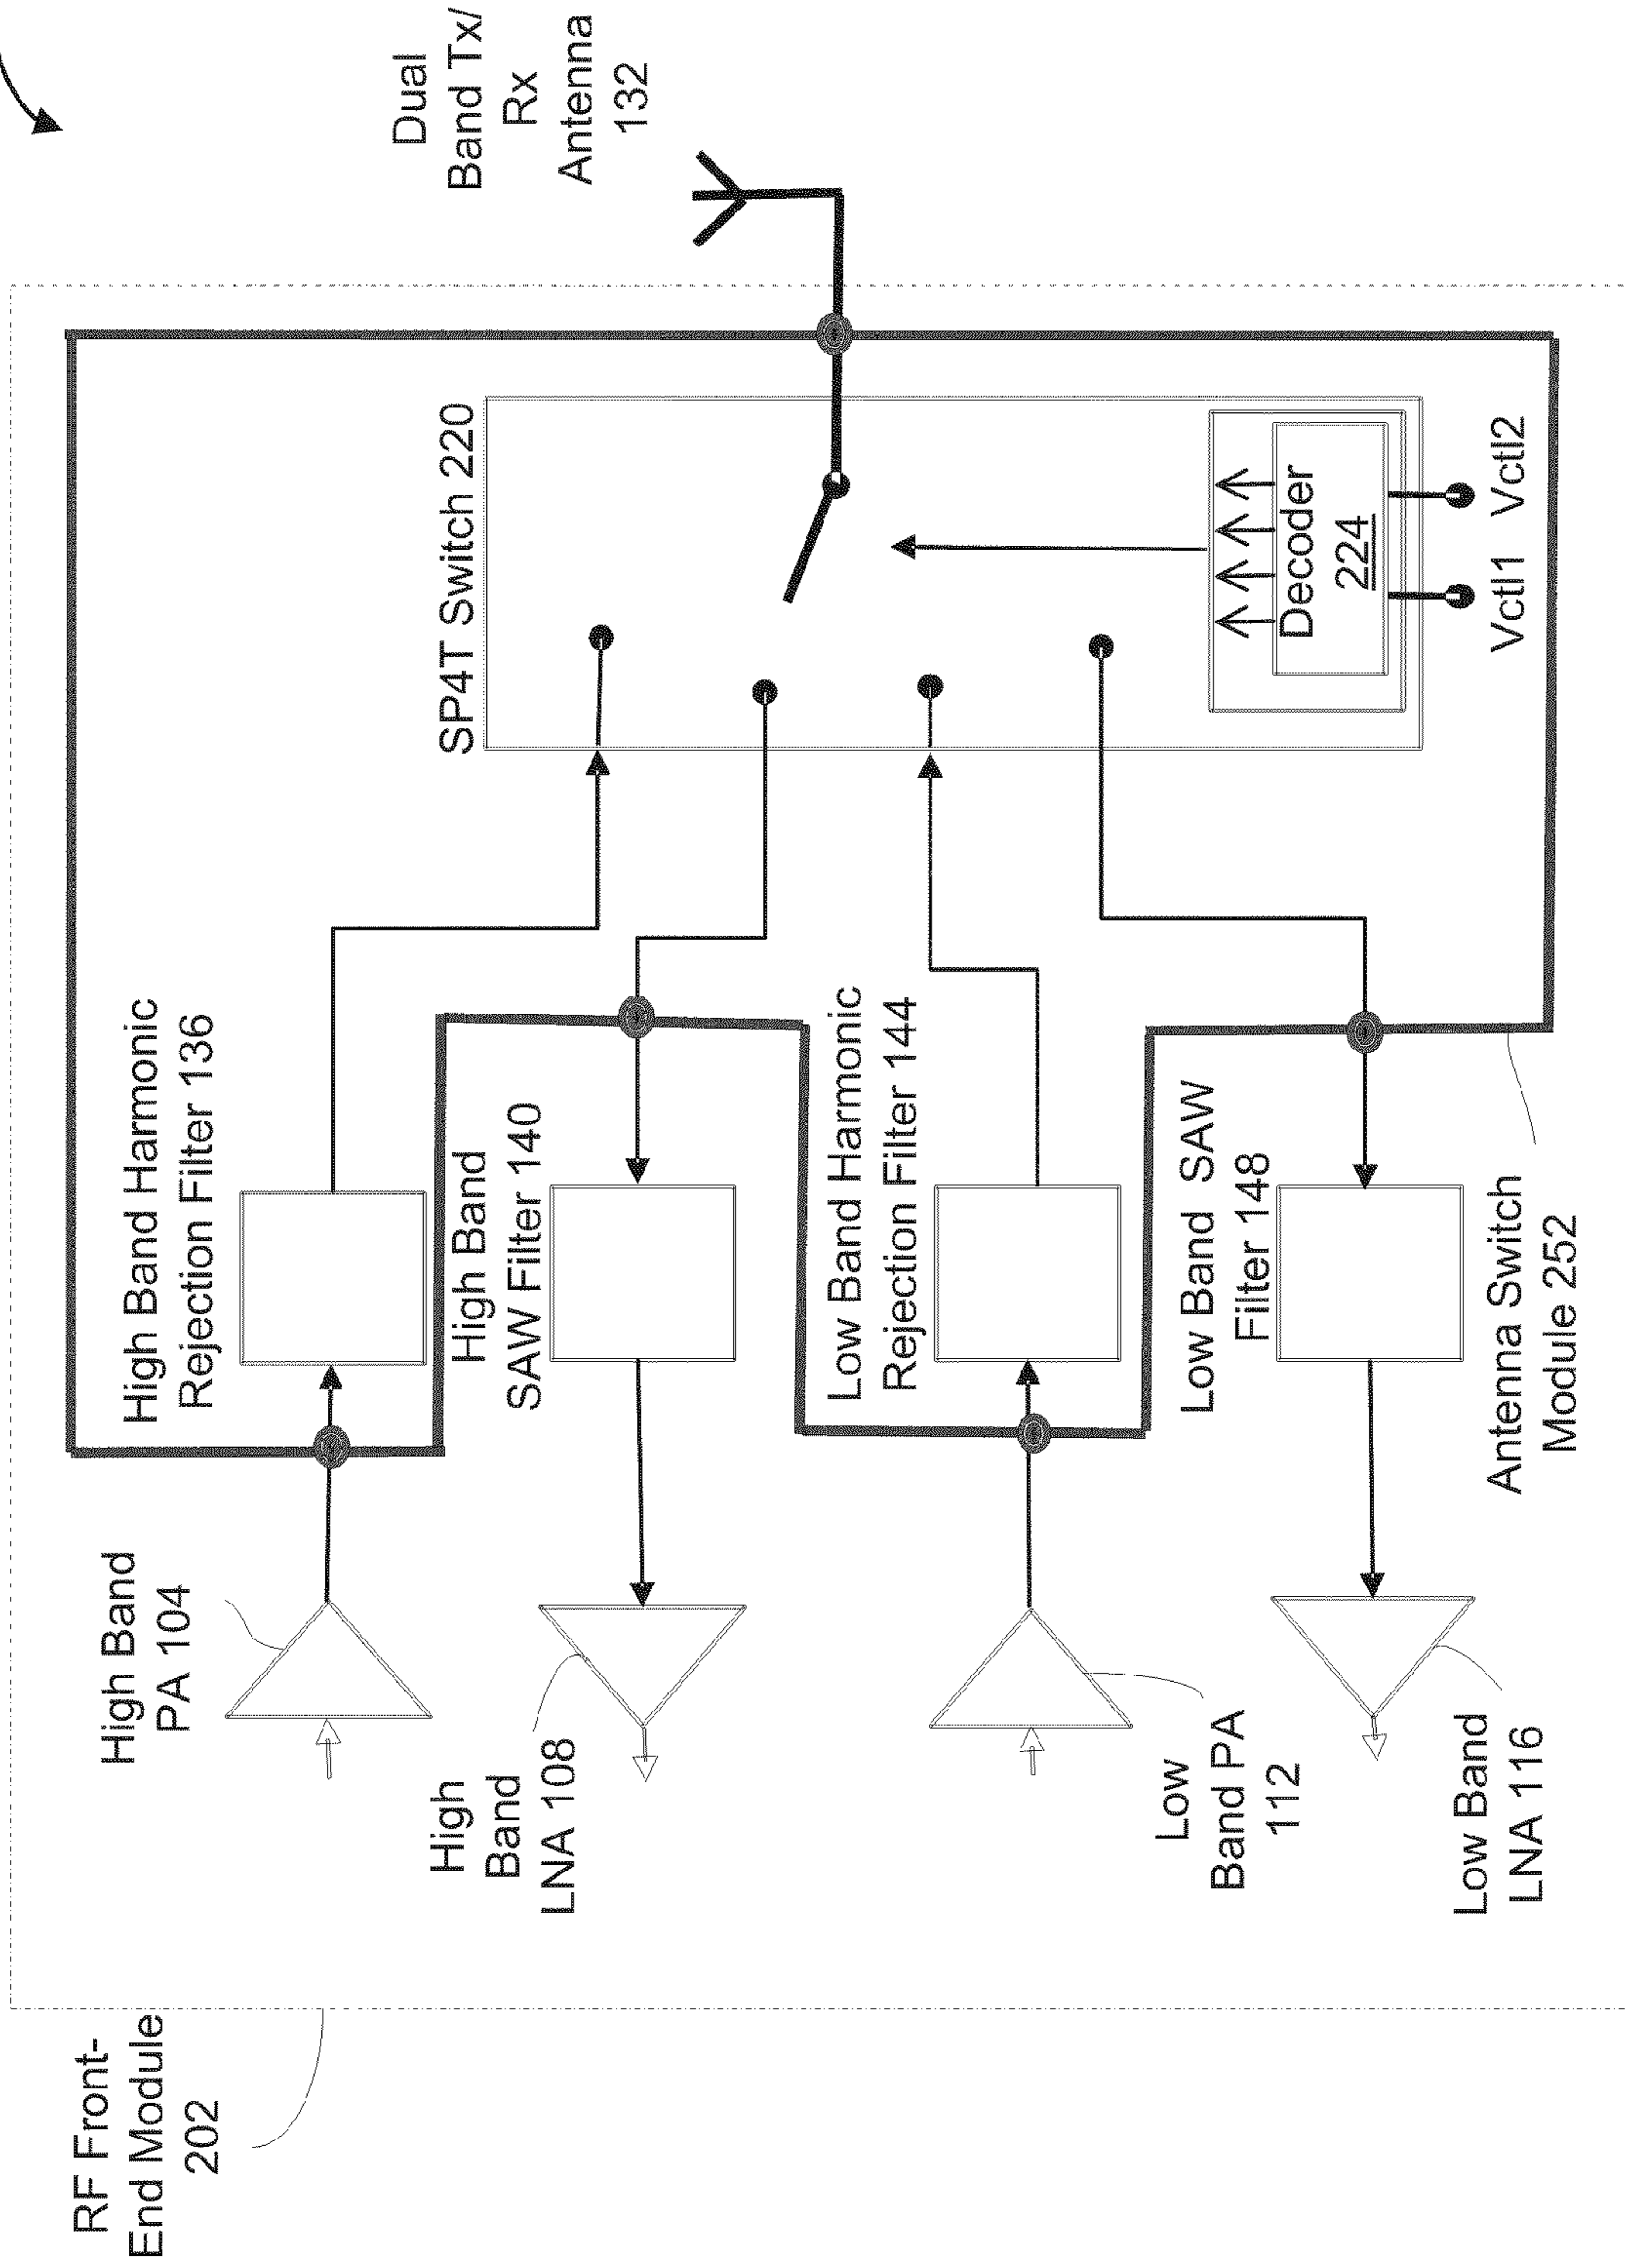 RF Front-
End Module
202
High Band
PA 104
High
Band
LNA 108
Low
Band PA
112
Low Band
LNA 116
High Band Harmonic
Rejection Filter 136
High Band
SAW Filter 140
Low Band Harmonic
Rejection Filter 144
Low Band SAW
Filter 148
Antenna Switch
Module 252
SP4T Switch 220
Decoder
224
Vctl1
Vctl2
Dual
Band Tx/
Rx
Antenna
132